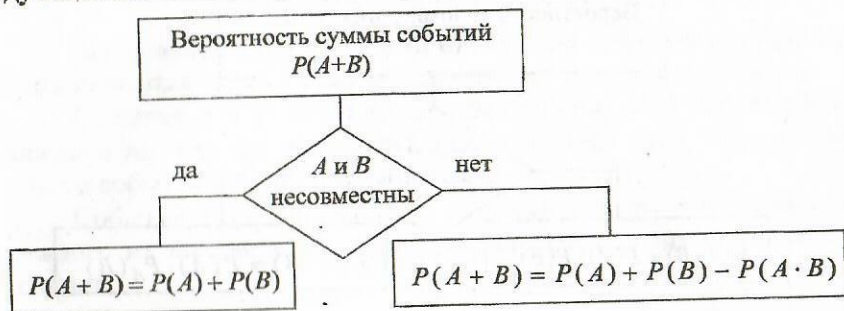 Вероятность суммы событий
P(A+B)
да
A и B
несовместны
нет
P(A + B) = P(A) + P(B)
P(A + B) = P(A) + P(B) − P(A · B)